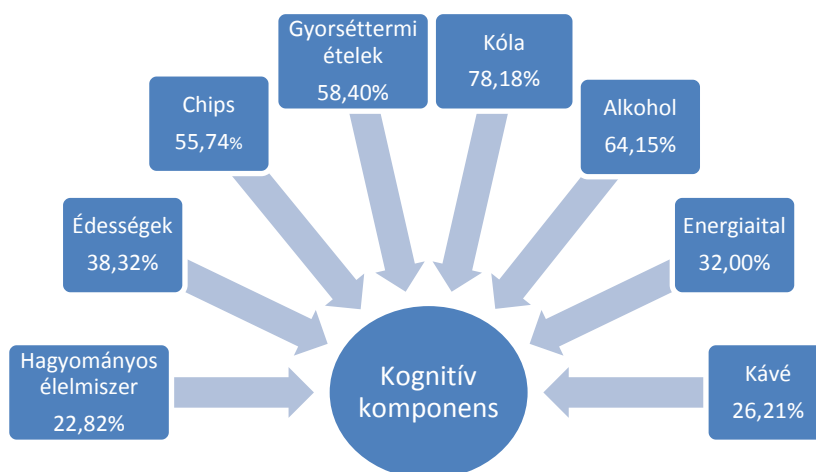 Gyorséttermi
ételek
58,40%
Kóla
78,18%
Chips
55,74%
Alkohol
64,15%
Édességek
38,32%
Energiaital
32,00%
Hagyományos
élelmiszer
22,82%
Kognitív
komponens
Kávé
26,21%